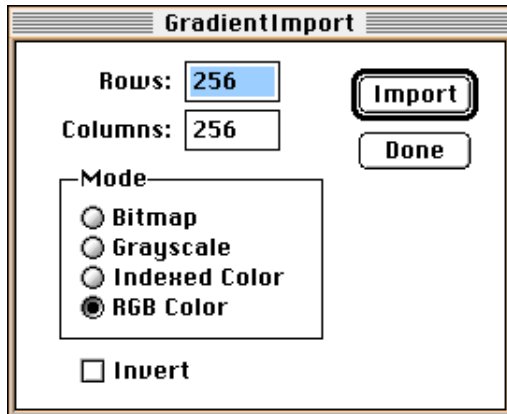 GradientImport
Rows: 256
Import
Columns: 256
Done
Mode
Bitmap
Grayscale
Indexed Color
RGB Color
Invert